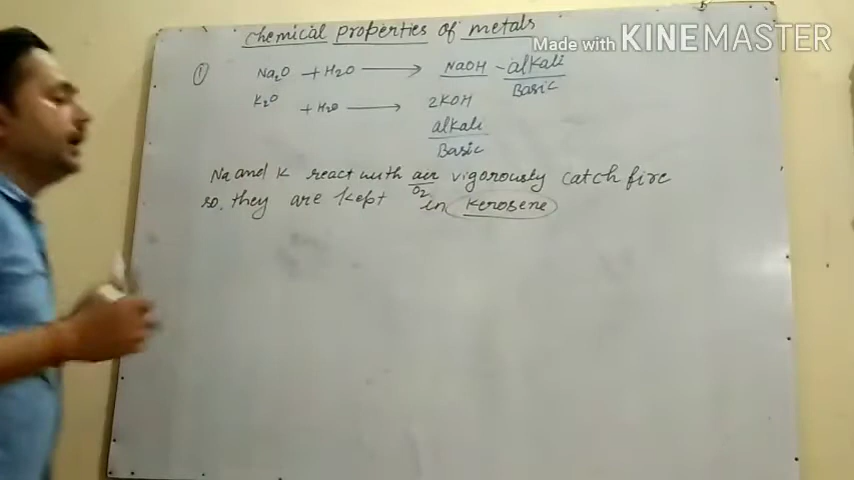 chemical properties of metals
Made with KINEMASTER
① Na₂O + H₂O ⟶ NaOH - alkali
Basic
K₂O + H₂O ⟶ 2KOH
alkali
Basic
Na and K react with air vigorously catch fire
O₂
so, they are kept in kerosene